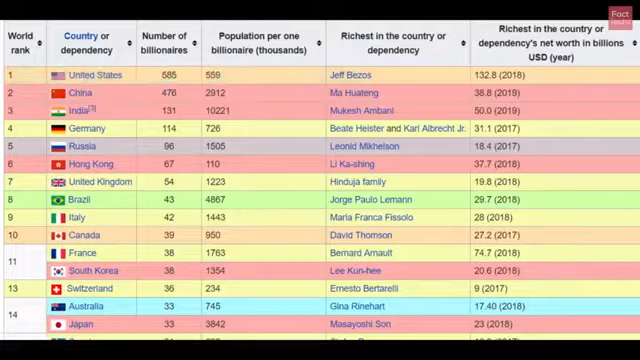 Fact
World rank
Country or dependency
Number of billionaires
Population per one billionaire (thousands)
Richest in the country or dependency
Richest in the country or dependency's net worth in billions USD (year)
1 United States 585 559 Jeff Bezos 132.8 (2018)
2 China 476 2912 Ma Huateng 38.8 (2019)
3 India[3] 131 10221 Mukesh Ambani 50.0 (2019)
4 Germany 114 726 Beate Heister and Karl Albrecht Jr. 31.1 (2017)
5 Russia 96 1505 Leonid Mikhelson 18.4 (2017)
6 Hong Kong 67 110 Li Ka-shing 37.7 (2018)
7 United Kingdom 54 1223 Hinduja family 19.8 (2018)
8 Brazil 43 4867 Jorge Paulo Lemann 29.7 (2018)
9 Italy 42 1443 Maria Franca Fissolo 28 (2018)
10 Canada 39 950 David Thomson 27.2 (2017)
11 France 38 1763 Bernard Arnault 74.7 (2018)
South Korea 38 1354 Lee Kun-hee 20.6 (2018)
13 Switzerland 36 234 Ernesto Bertarelli 9 (2017)
14 Australia 33 745 Gina Rinehart 17.40 (2018)
Japan 33 3842 Masayoshi Son 23 (2018)